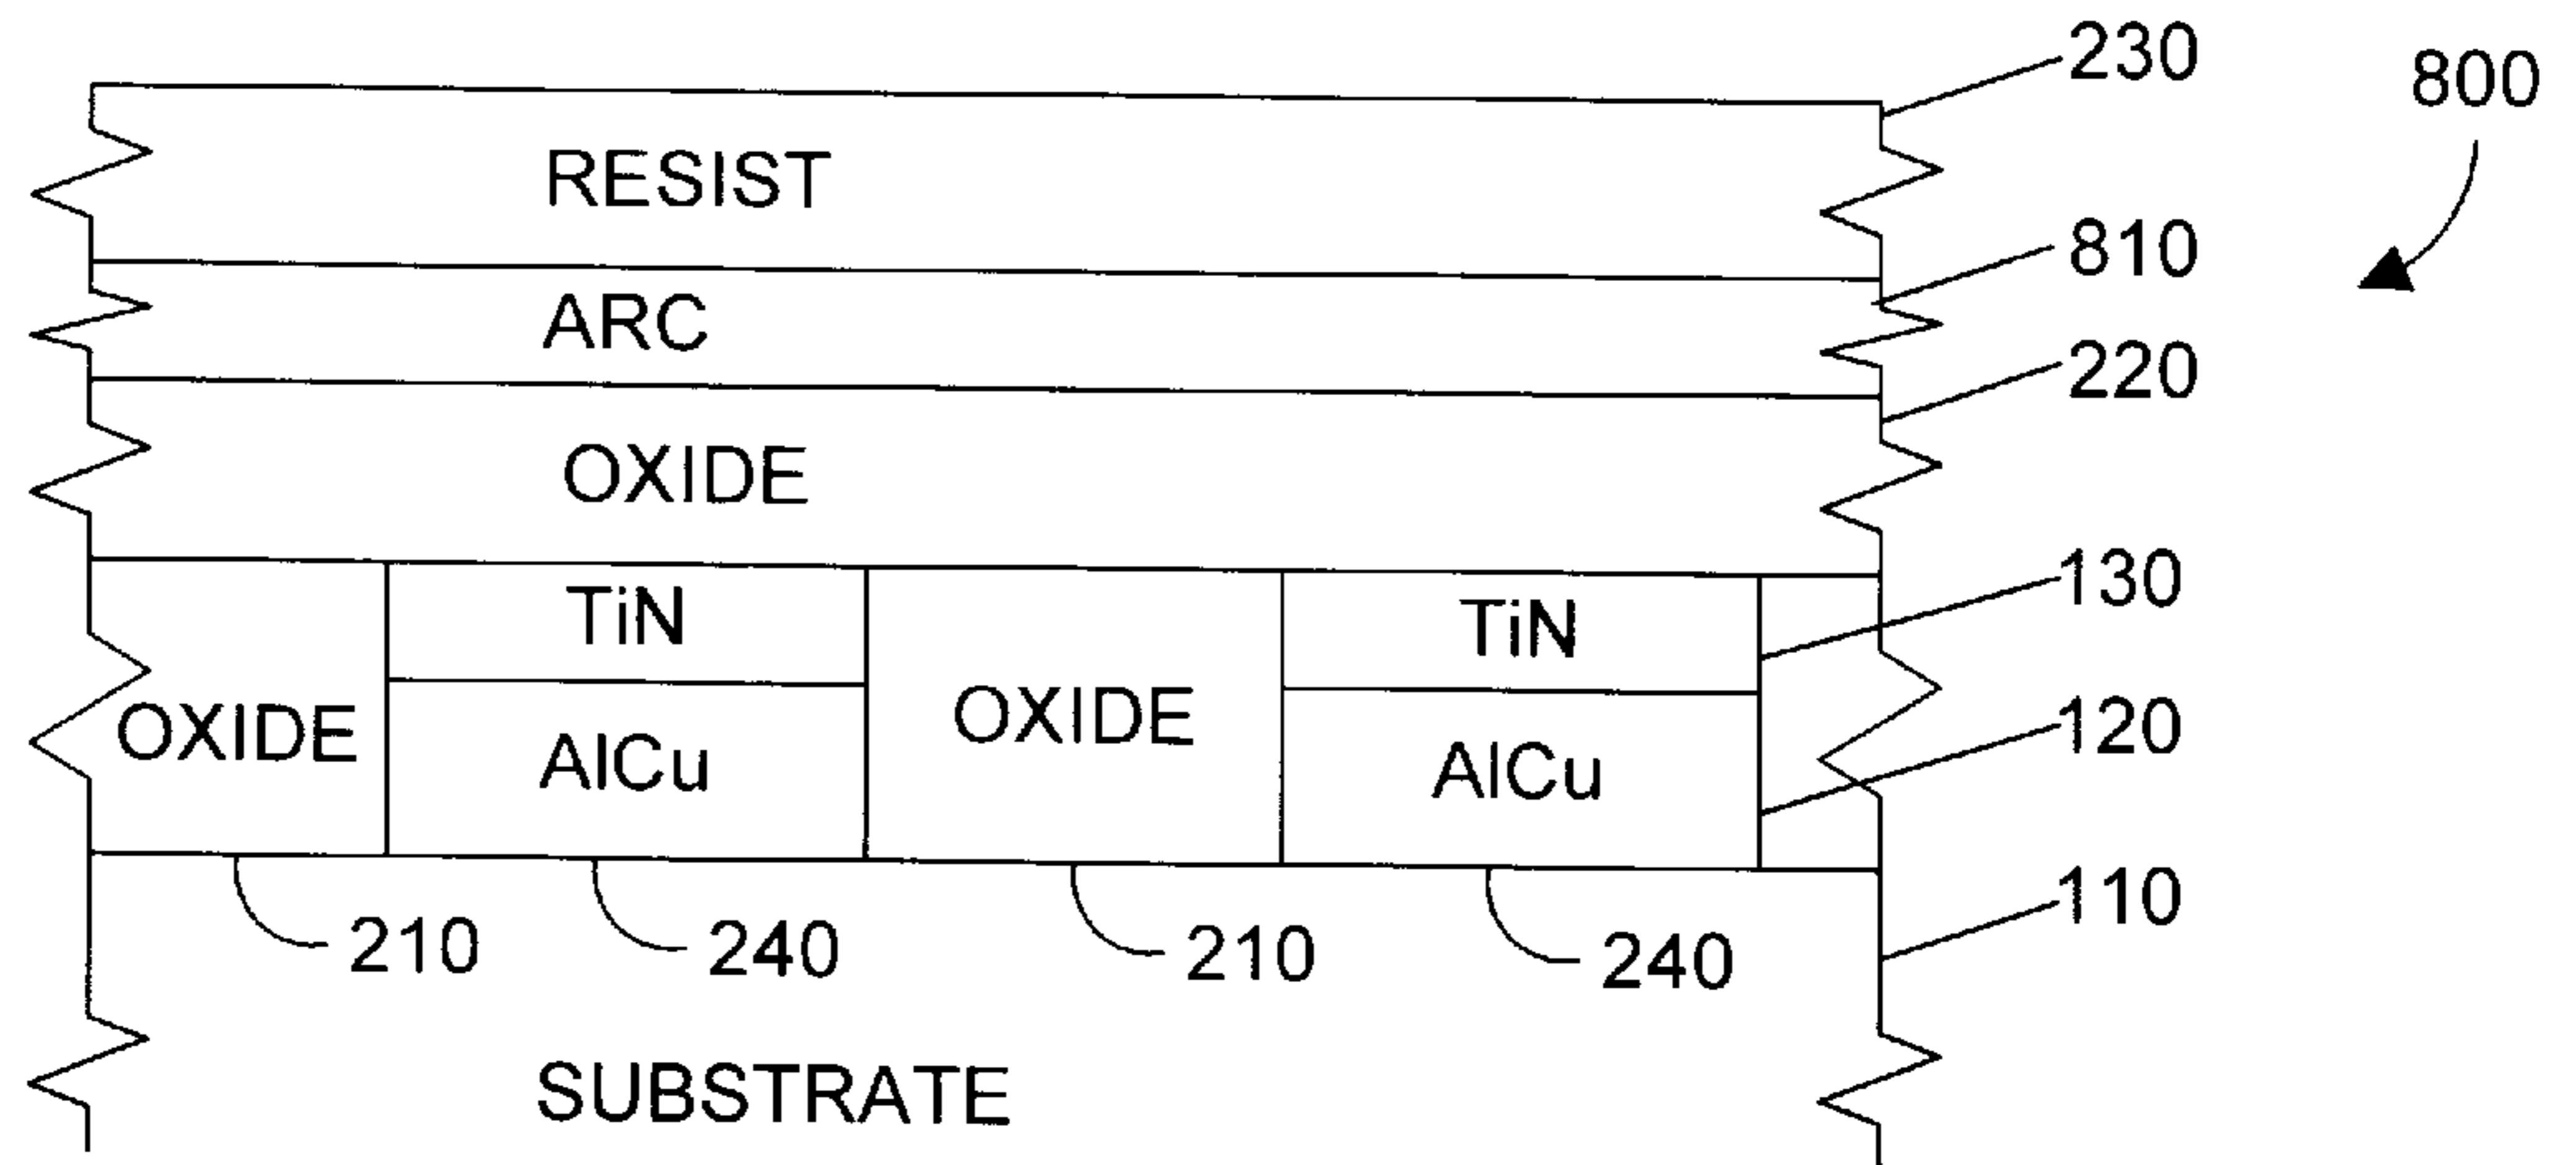 230
800
RESIST
810
ARC
220
OXIDE
TiN
TiN
130
OXIDE
AlCu
OXIDE
AlCu
120
110
210
240
210
240
SUBSTRATE